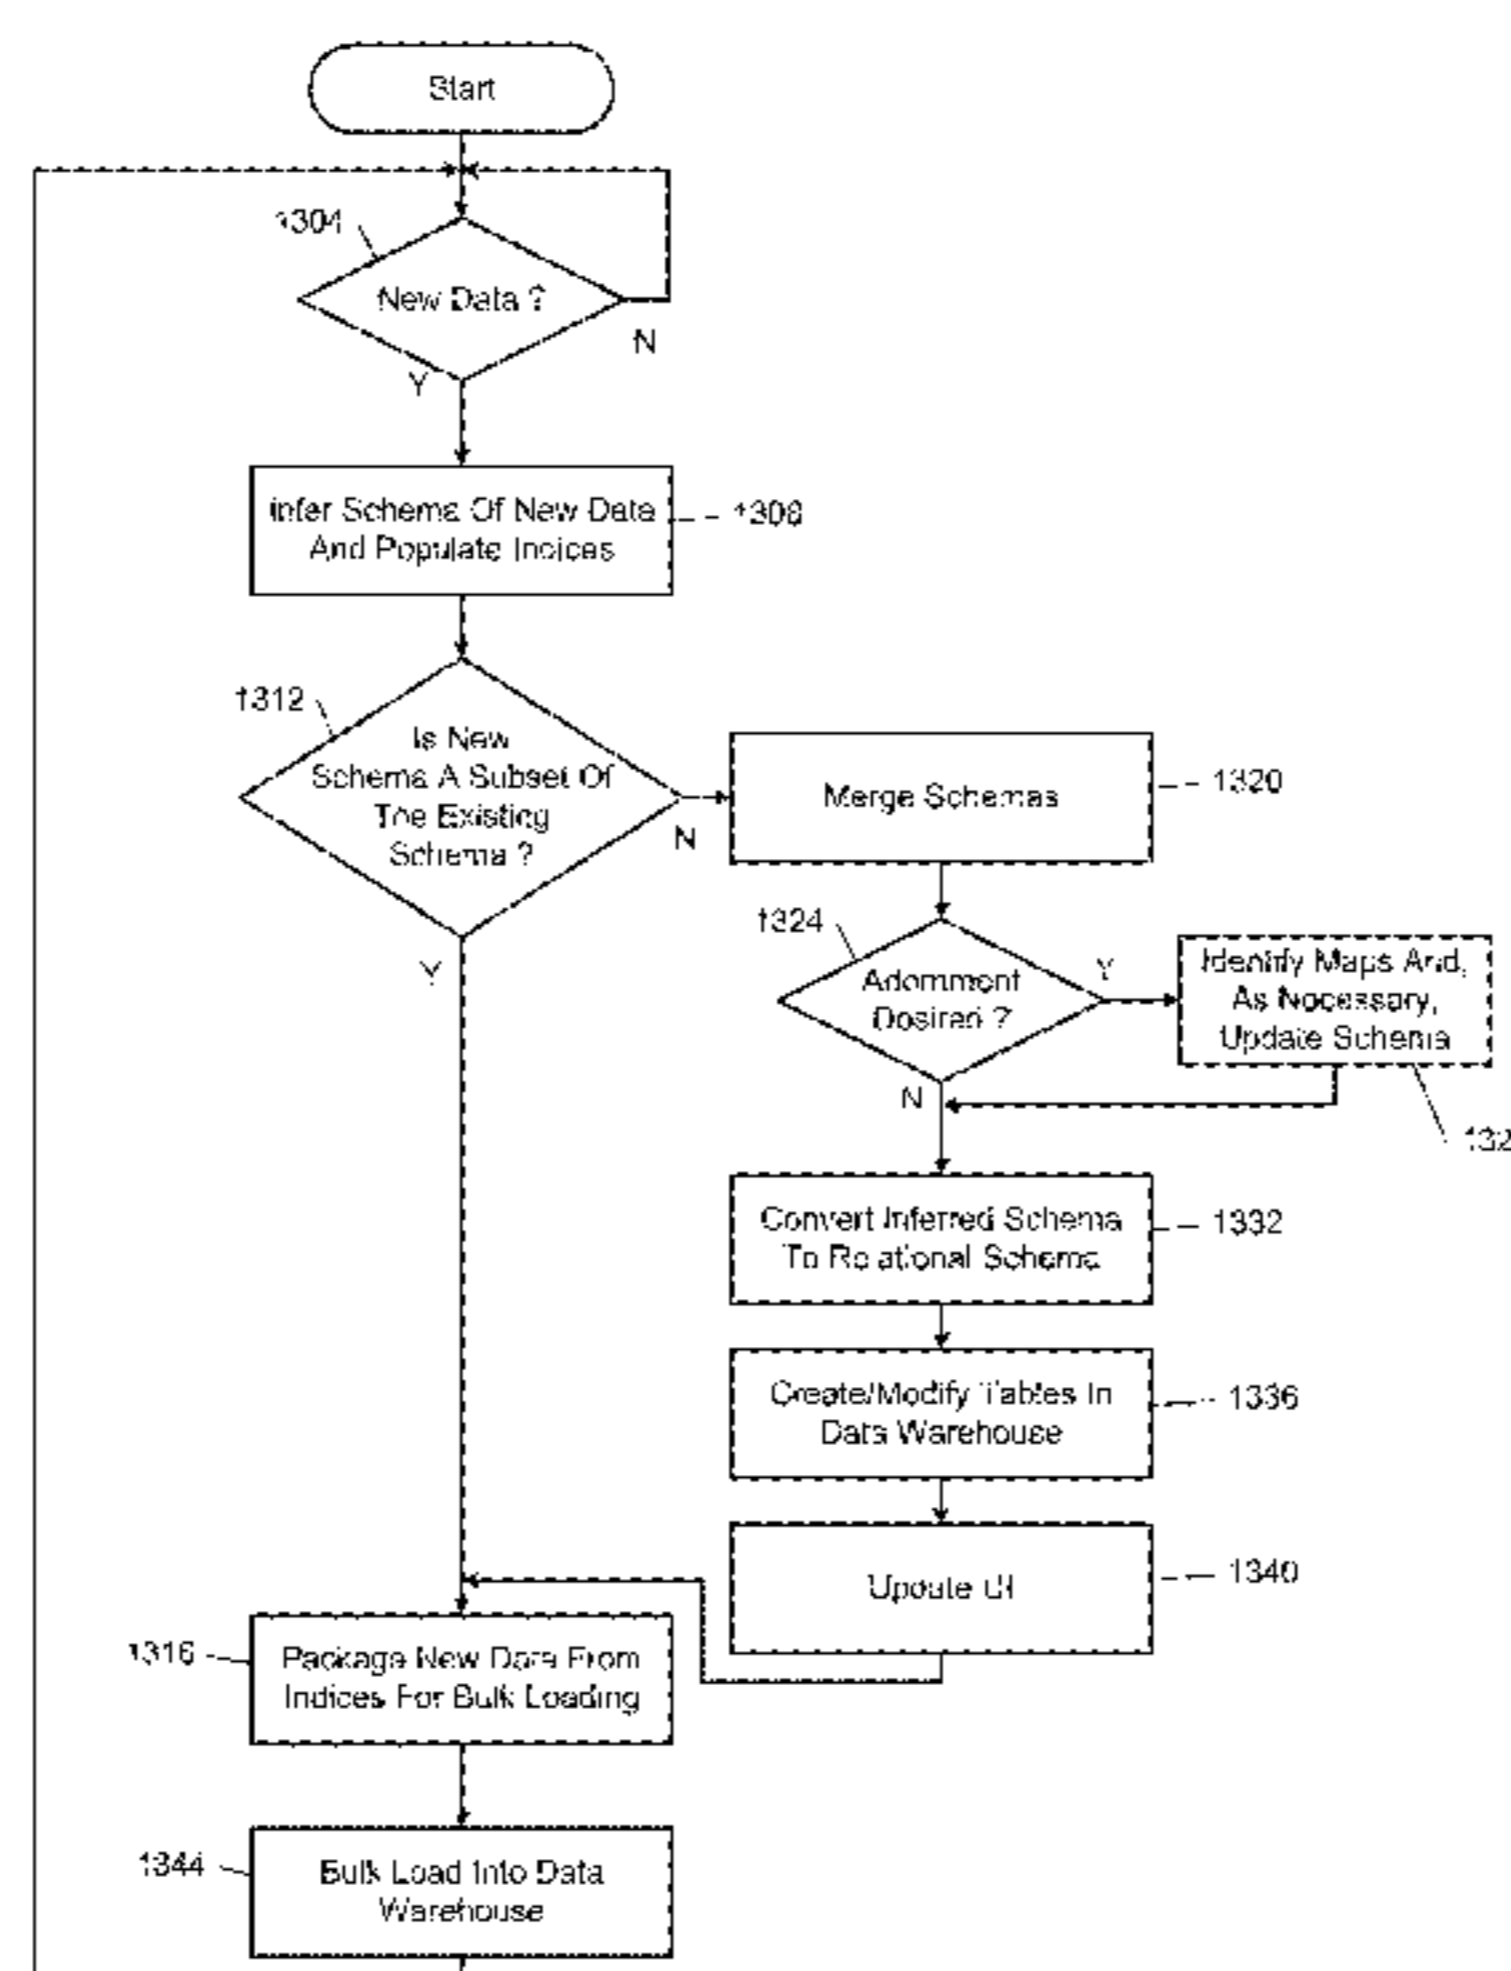 Start
1304
New Data ?
N
Y
Infer Schema Of New Data
And Populate Indices
1308
1312
Is New
Schema A Subset Of
The Existing
Schema ?
N
Y
Merge Schemas
1320
1324
Adornment
Desired ?
Y
N
Identify Maps And,
As Necessary,
Update Schema
132
Convert Inferred Schema
To Relational Schema
1332
Create/Modify Tables In
Data Warehouse
1336
Update UI
1340
1316
Package New Data From
Indices For Bulk Loading
1344
Bulk Load Into Data
Warehouse